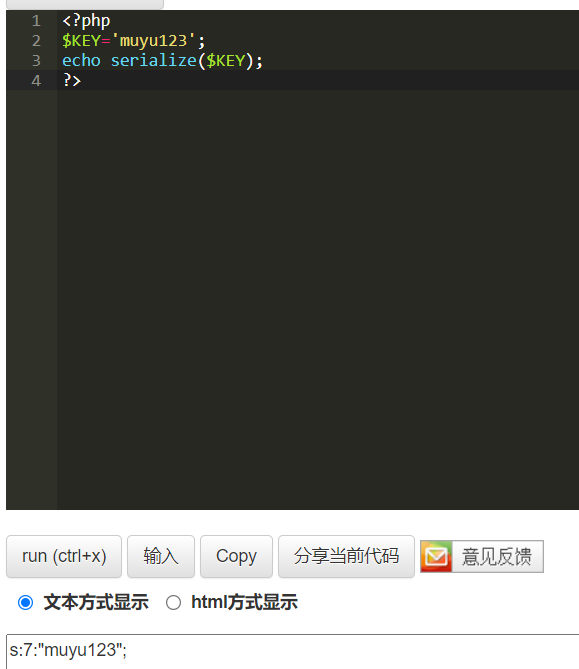 1 <?php
2 $KEY='muyu123';
3 echo serialize($KEY);
4 ?>
run (ctrl+x) 输入 Copy 分享当前代码 意见反馈
文本方式显示 html方式显示
s:7:"muyu123";